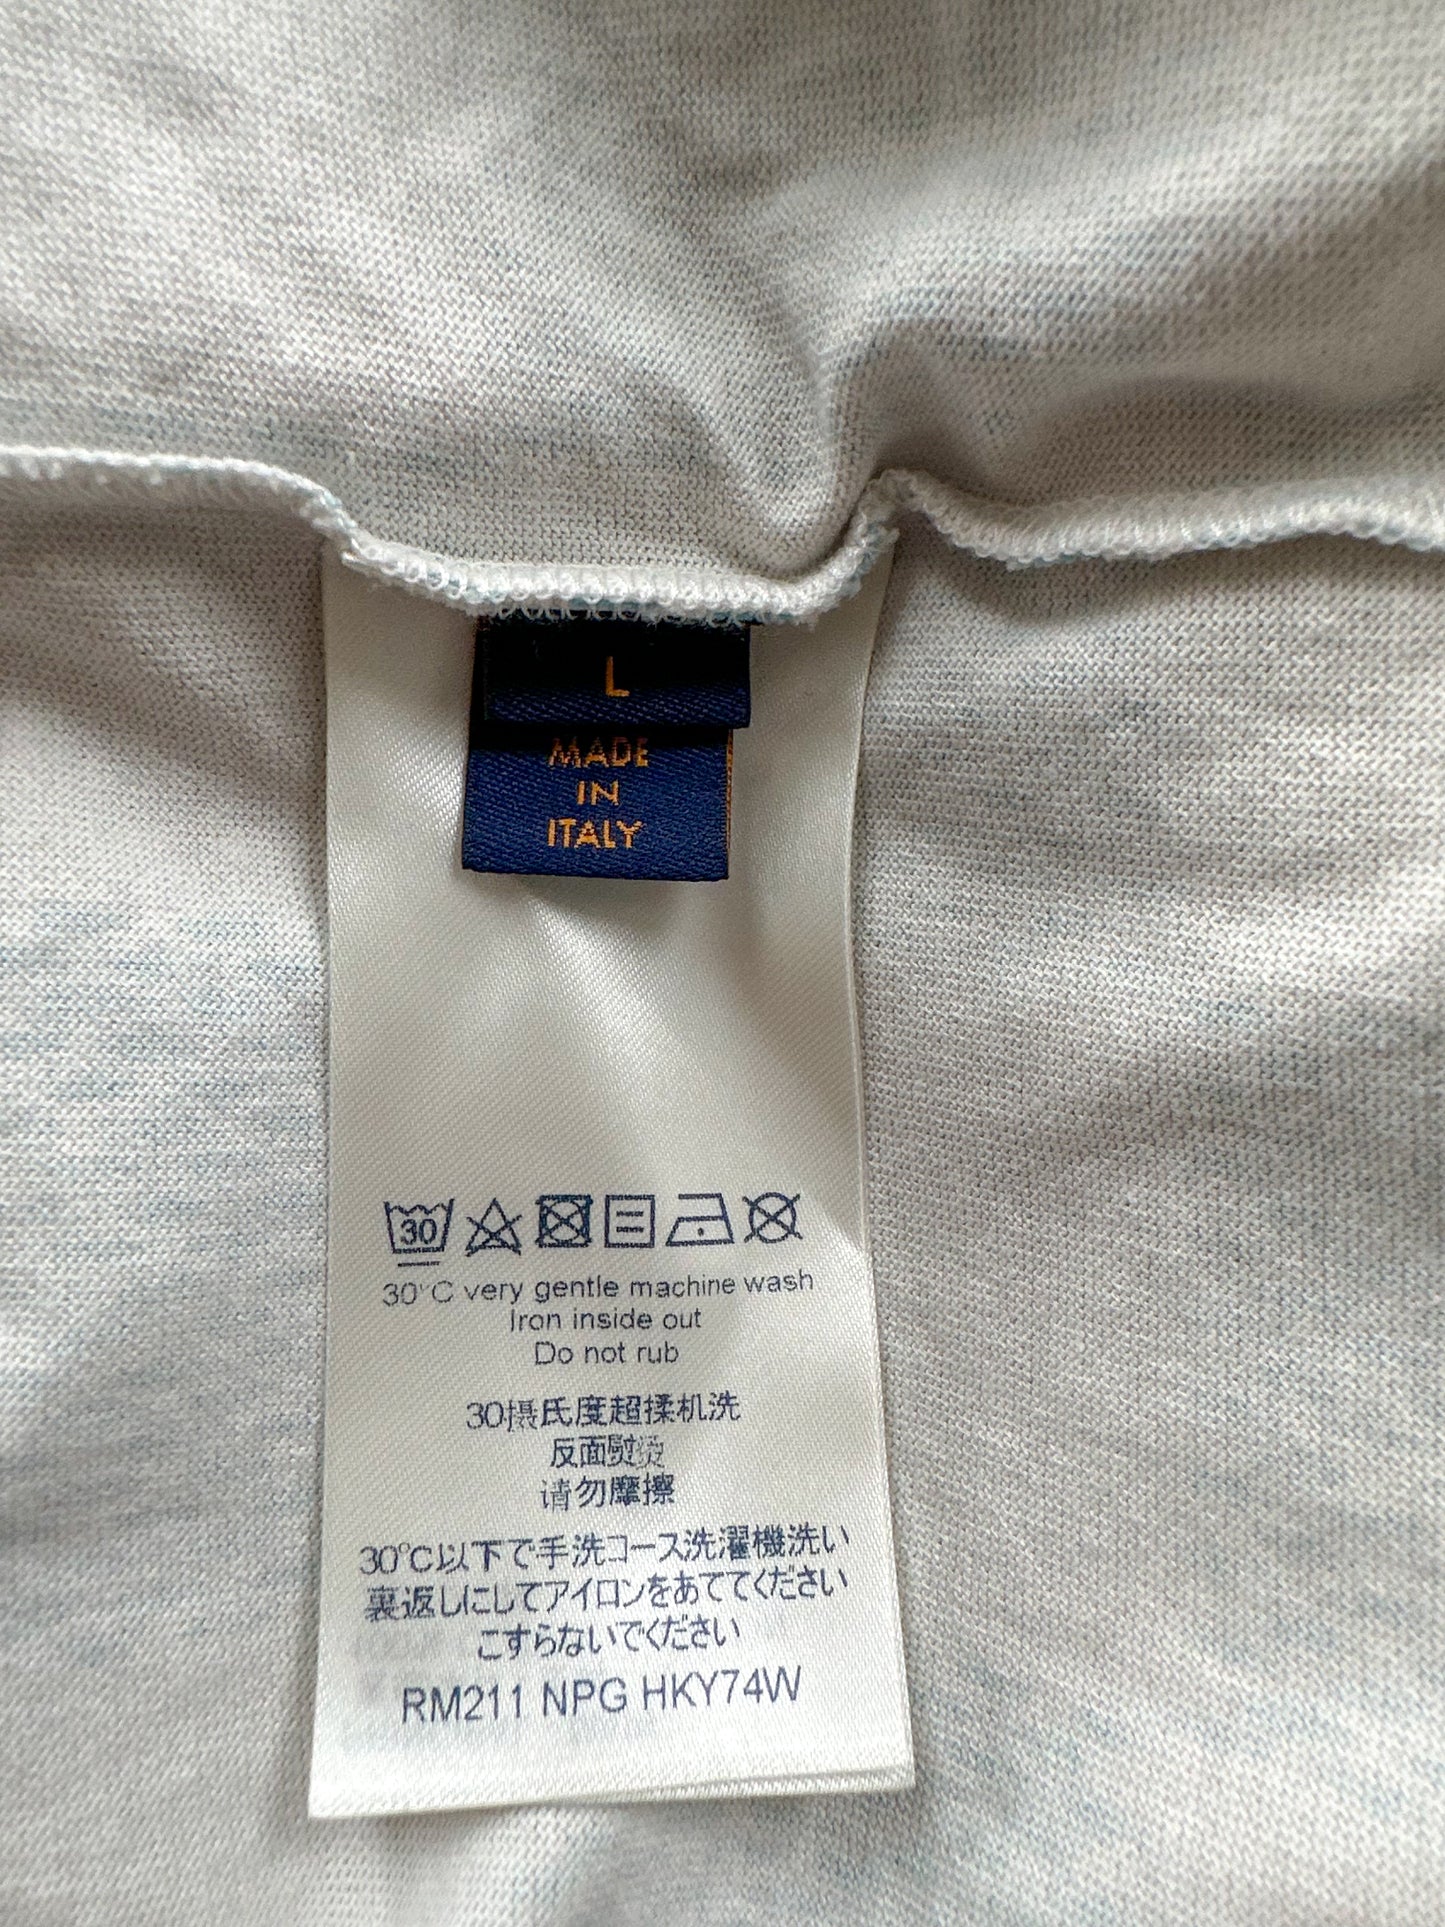 L
MADE
IN
ITALY
30
30°C very gentle machine wash
Iron inside out
Do not rub
30摄氏度超揉机洗
反面熨烫
请勿摩擦
30°C以下で手洗コース洗濯機洗い
裏返しにしてアイロンをあててください
こすらないでください
RM211 NPG HKY74W